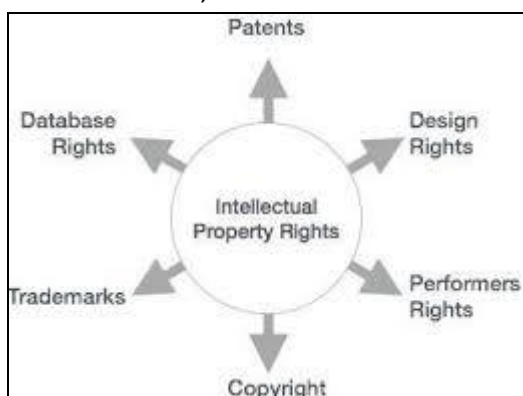 Patents
Database
Rights
Design
Rights
Intellectual
Property Rights
Trademarks
Performers
Rights
Copyright